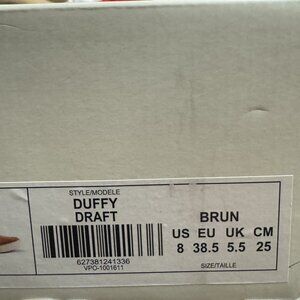 STYLE/MODELE
DUFFY
DRAFT
627381241336
VPO-1001611
BRUN
US EU UK CM
8 38.5 5.5 25
SIZE/TAILLE